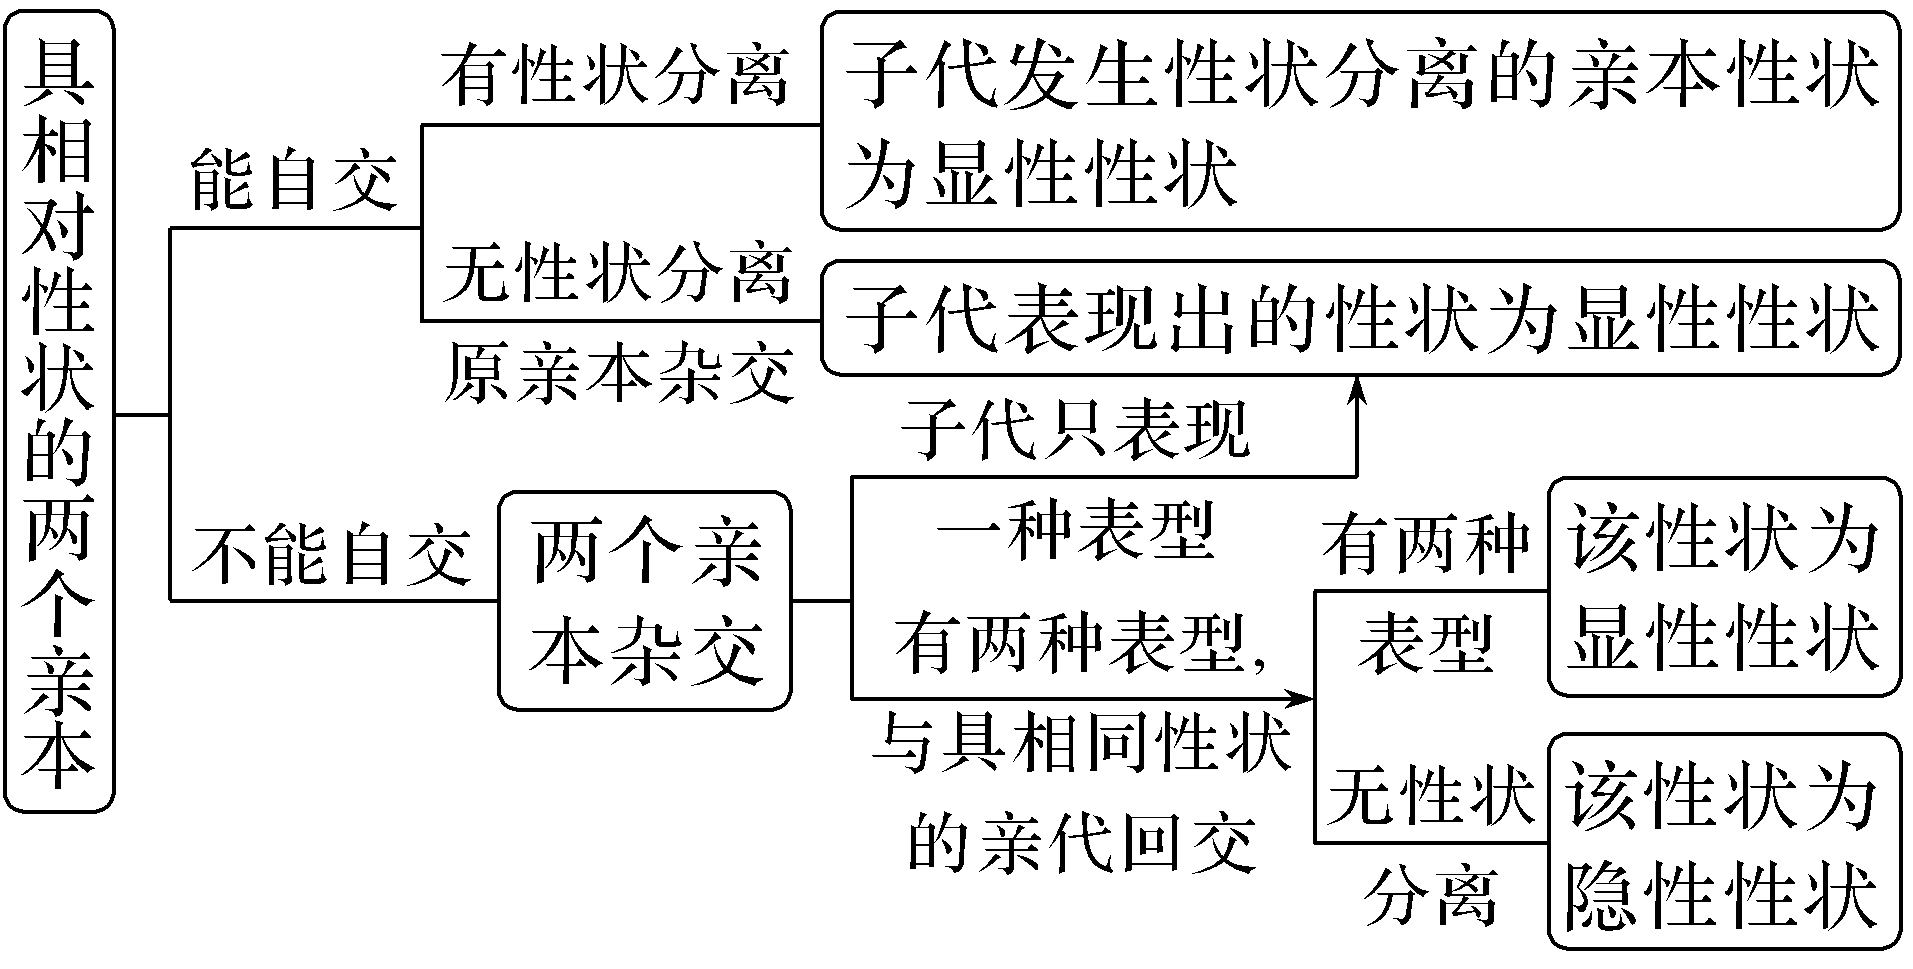 具相对性状的两个亲本
能自交
有性状分离
子代发生性状分离的亲本性状
为显性性状
无性状分离
原亲本杂交
子代表现出的性状为显性性状
不能自交
两个亲
本杂交
子代只表现
一种表型
有两种表型,
与具相同性状
的亲代回交
有两种
表型
该性状为
显性性状
无性状
分离
该性状为
隐性性状